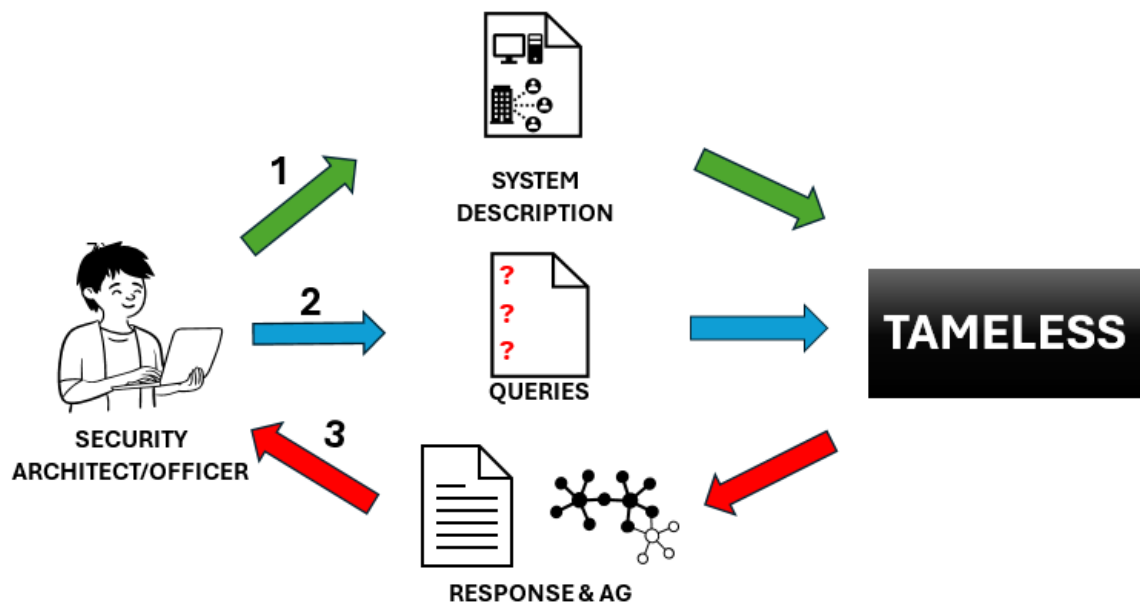 1
SYSTEM
DESCRIPTION
2
?
?
?
QUERIES
TAMELESS
SECURITY
ARCHITECT/OFFICER
3
RESPONSE & AG